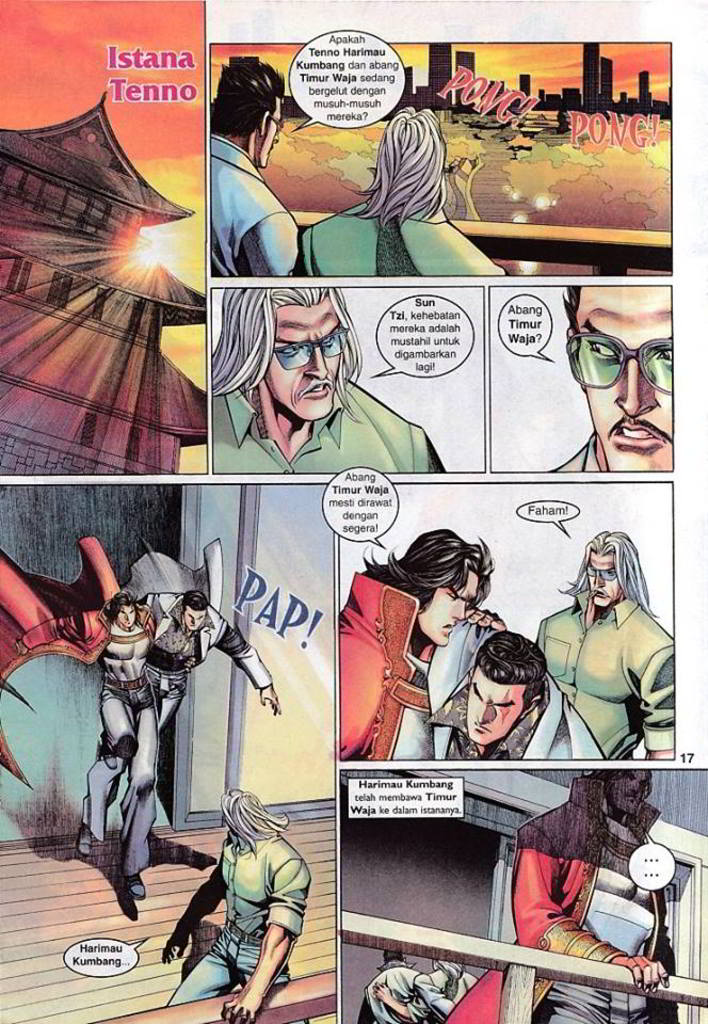 Istana
Tenno
Apakah
Tenno Harimau
Kumbang dan abang
Timur Waja sedang
bergelut dengan
musuh-musuh
mereka?
PONG!
PONG!
Sun
Tzi, kehebatan
mereka adalah
mustahil untuk
digambarkan
lagi!
Abang
Timur
Waja?
PAP!
Harimau
Kumbang...
Abang
Timur Waja
mesti dirawat
dengan
segera!
Faham!
17
Harimau Kumbang
telah membawa Timur
Waja ke dalam istananya.
...
...